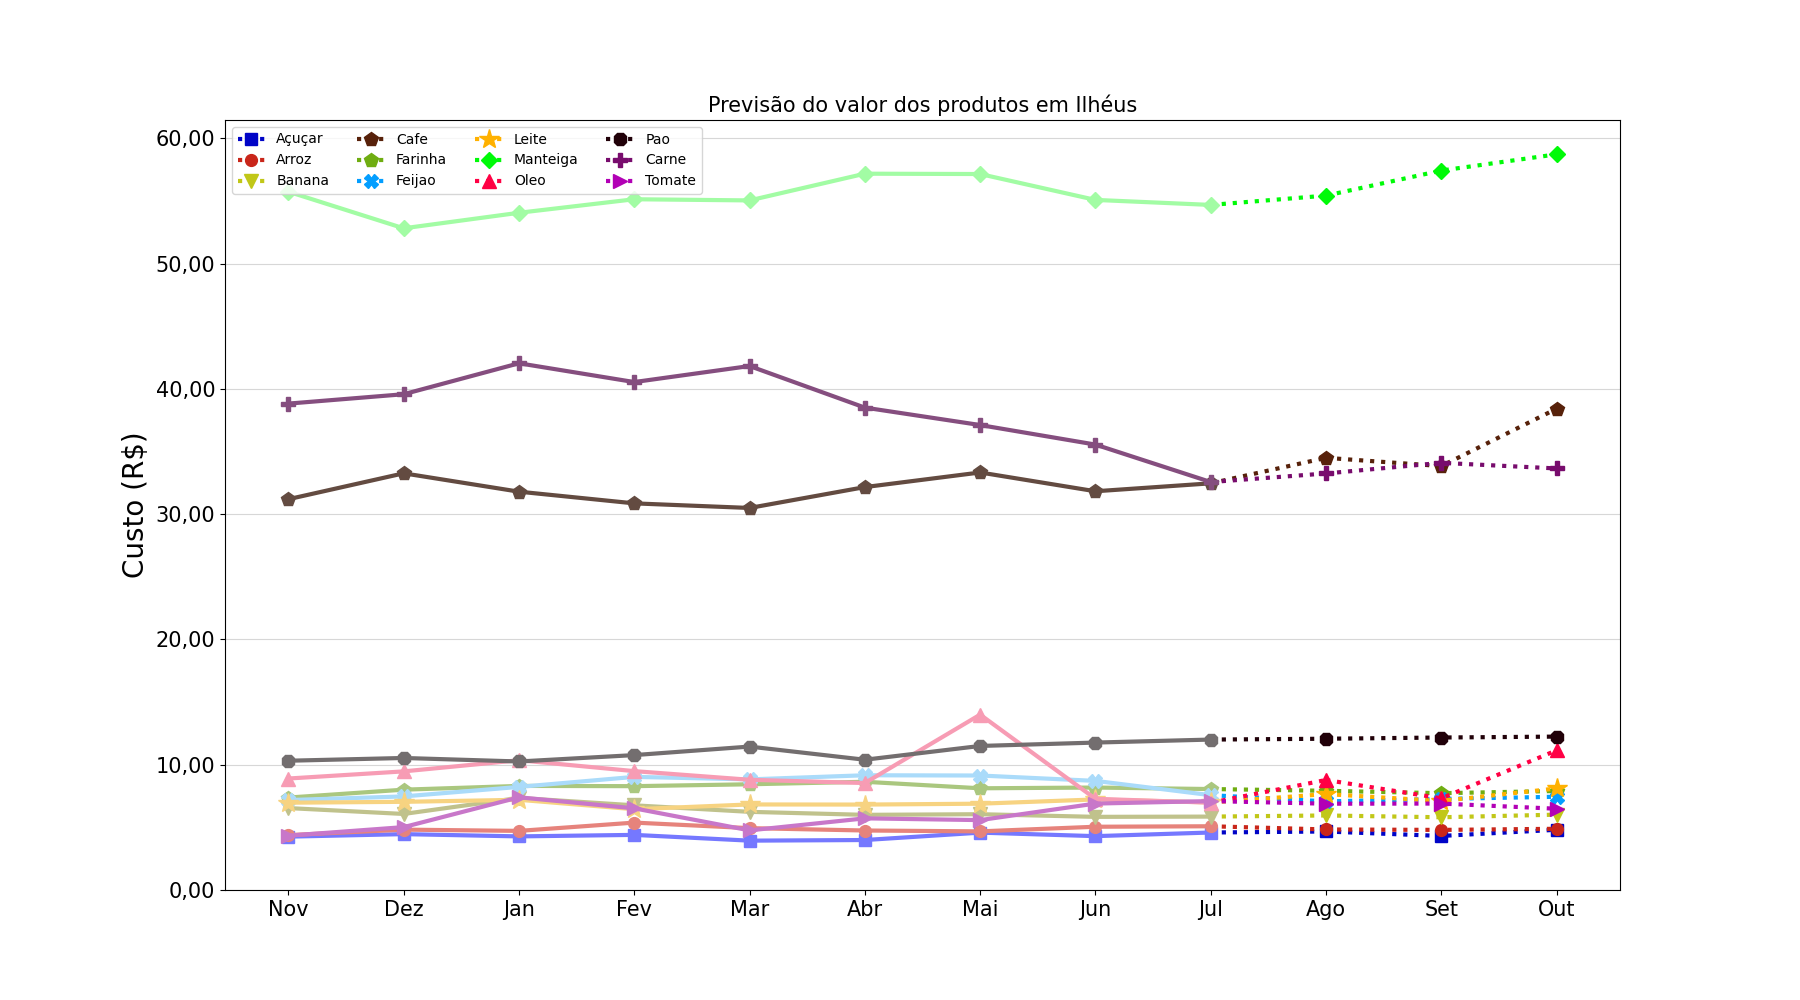 Previsão do valor dos produtos em Ilhéus
Açuçar Cafe Leite Pao
Arroz Farinha Manteiga Carne
Banana Feijao Oleo Tomate
Custo (R$)
60,00
50,00
40,00
30,00
20,00
10,00
0,00
Nov Dez Jan Fev Mar Abr Mai Jun Jul Ago Set Out